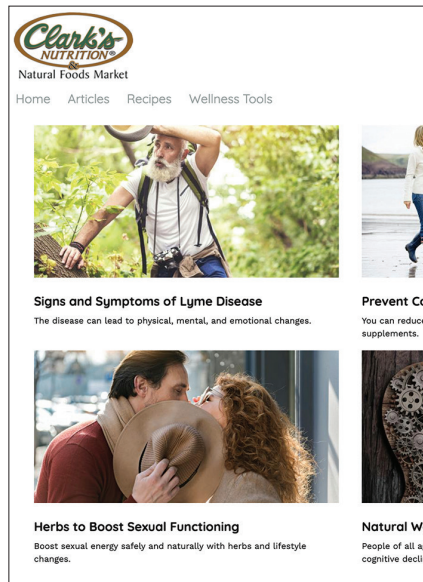 Clark's
NUTRITION®
&
Natural Foods Market
Home Articles Recipes Wellness Tools
Signs and Symptoms of Lyme Disease
The disease can lead to physical, mental, and emotional changes.
Prevent
You can
supplements.
Herbs to Boost Sexual Functioning
Boost sexual energy safely and naturally with herbs and lifestyle
changes.
Natural
People of all
cognitive